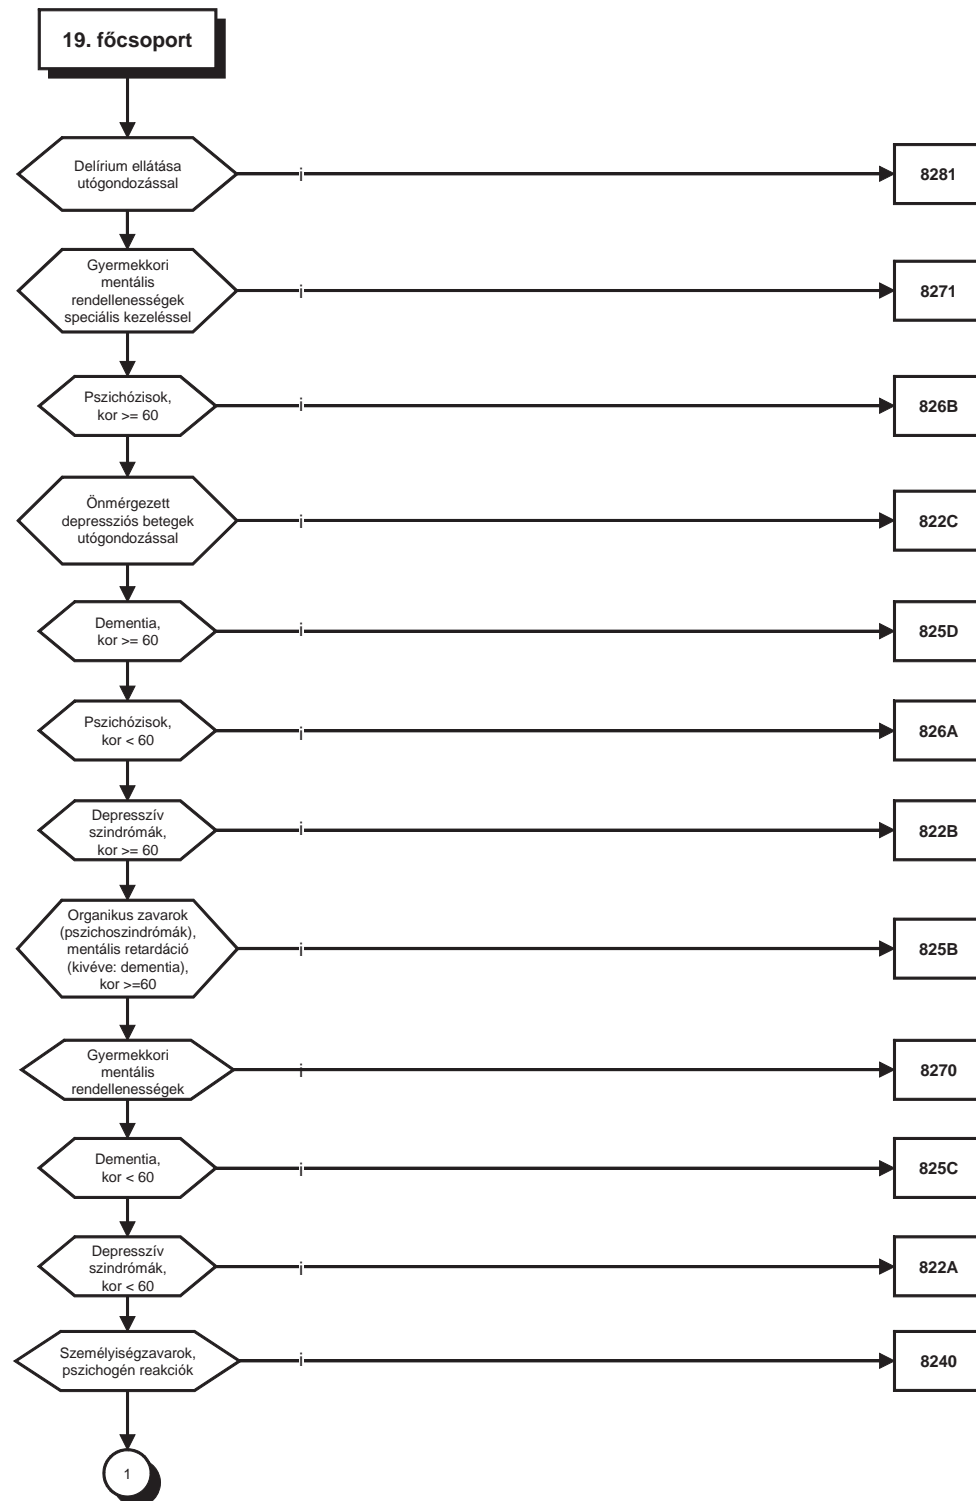 19. főcsoport
Delírium ellátása
utógondozással
i
8281
Gyermekkori
mentális
rendellenességek
speciális kezeléssel
i
8271
Pszichózisok,
kor >= 60
i
826B
Önmérgezett
depressziós betegek
utógondozással
i
822C
Dementia,
kor >= 60
i
825D
Pszichózisok,
kor < 60
i
826A
Depresszív
szindrómák,
kor >= 60
i
822B
Organikus zavarok
(pszichoszindrómák),
mentális retardáció
(kivéve: dementia),
kor >=60
i
825B
Gyermekkori
mentális
rendellenességek
i
8270
Dementia,
kor < 60
i
825C
Depresszív
szindrómák,
kor < 60
i
822A
Személyiségzavarok,
pszichogén reakciók
i
8240
1